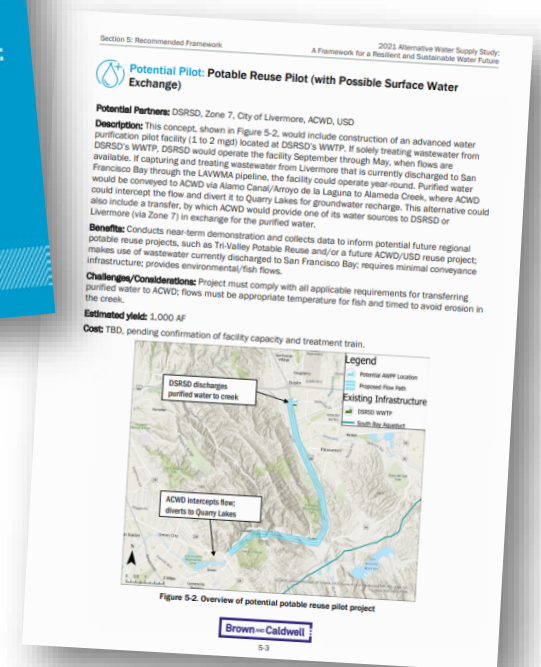 Section 5: Recommended Framework
2021 Alternative Water Supply Study:
A Framework for a Resilient and Sustainable Water Future
Potential Pilot: Potable Reuse Pilot (with Possible Surface Water
Exchange)
Potential Partners: DSRSD, Zone 7, City of Livermore, ACWD, USD
Description: This concept, shown in Figure 5-2, would include construction of an advanced water
purification pilot facility (1 to 2 mgd) located at DSRSD's WWTP. If solely treating wastewater from
DSRSD's WWTP, DSRSD would operate the facility September through May, when flows are
available. If capturing and treating wastewater from Livermore that is currently discharged to San
Francisco Bay through the LAVWMA pipeline, the facility could operate year-round. Purified water
would be conveyed to ACWD via Alamo Canal/Arroyo de la Laguna to Alameda Creek, where ACWD
could intercept the flow and divert it to Quarry Lakes for groundwater recharge. This alternative could
also include a transfer, by which ACWD would provide one of its water sources to DSRSD or
Livermore (via Zone 7) in exchange for the purified water.
Benefits: Conducts near-term demonstration and collects data to inform potential future regional
potable reuse projects, such as Tri-Valley Potable Reuse and/or a future ACWD/USD reuse project;
makes use of wastewater currently discharged to San Francisco Bay; requires minimal conveyance
infrastructure; provides environmental/fish flows.
Challenges/Considerations: Project must comply with all applicable requirements for transferring
purified water to ACWD; flows must be appropriate temperature for fish and timed to avoid erosion in
the creek.
Estimated yield: 1,000 AF
Cost: TBD, pending confirmation of facility capacity and treatment train.
Legend
Potential AWPF Location
Proposed Flow Path
Existing Infrastructure
DSRSD WWTP
South Bay Aqueduct
DSRSD discharges
purified water to creek
ACWD intercepts flow;
diverts to Quarry Lakes
Figure 5-2. Overview of potential potable reuse pilot project
Brown AND Caldwell
5-3